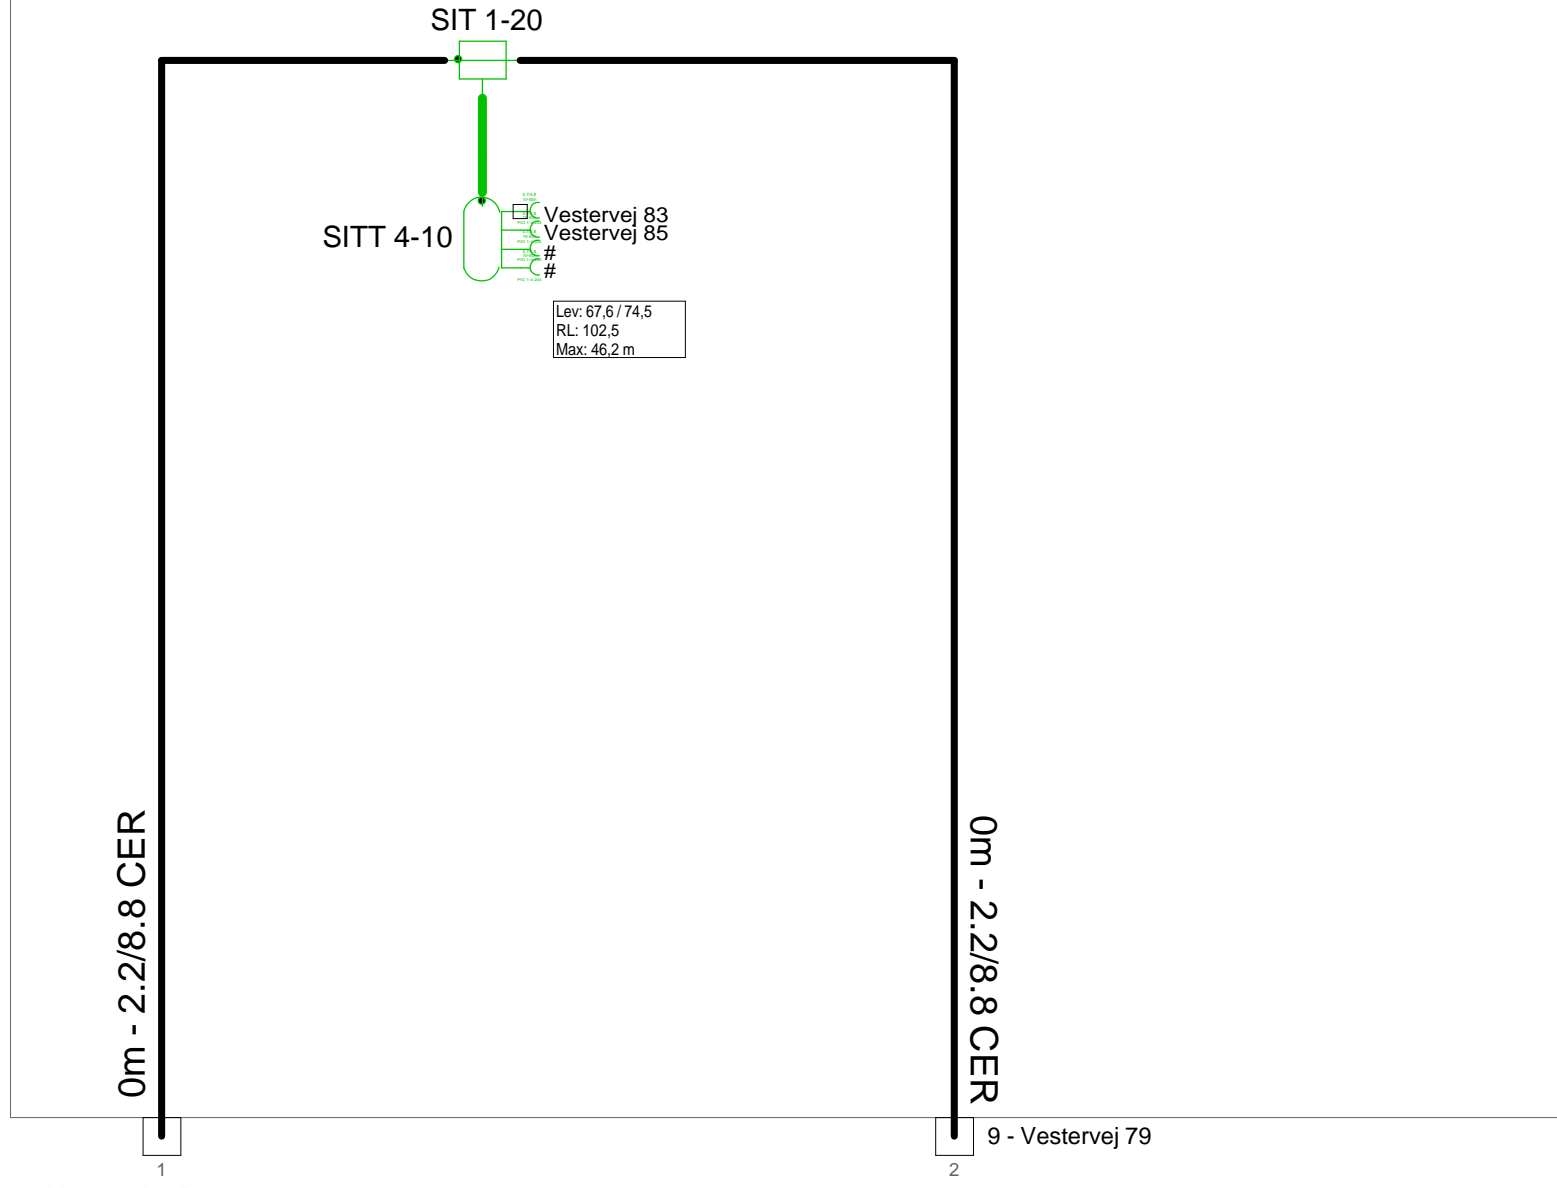 SIT 1-20
SITT 4-10
Vestervej 83
Vestervej 85
#
#
Lev: 67,6 / 74,5
RL: 102,5
Max: 46,2 m
0m - 2.2/8.8 CER
0m - 2.2/8.8 CER
9 - Vestervej 79
1
2